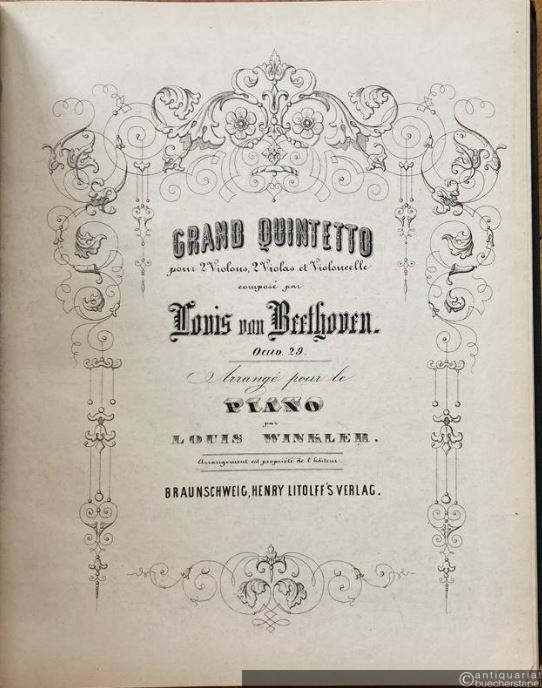 GRAND QUINTETTO
pour 2 Violons, 2 Violas et Violoncelle
composé par
Louis van Beethoven.
Oeuv. 29.
Arrangé pour le
PIANO
par
LOUIS WINKLER.
Arrangement est propriété de l'éditeur.
BRAUNSCHWEIG, HENRY LITOLFF'S VERLAG.
© antiquariat
buecherstapel